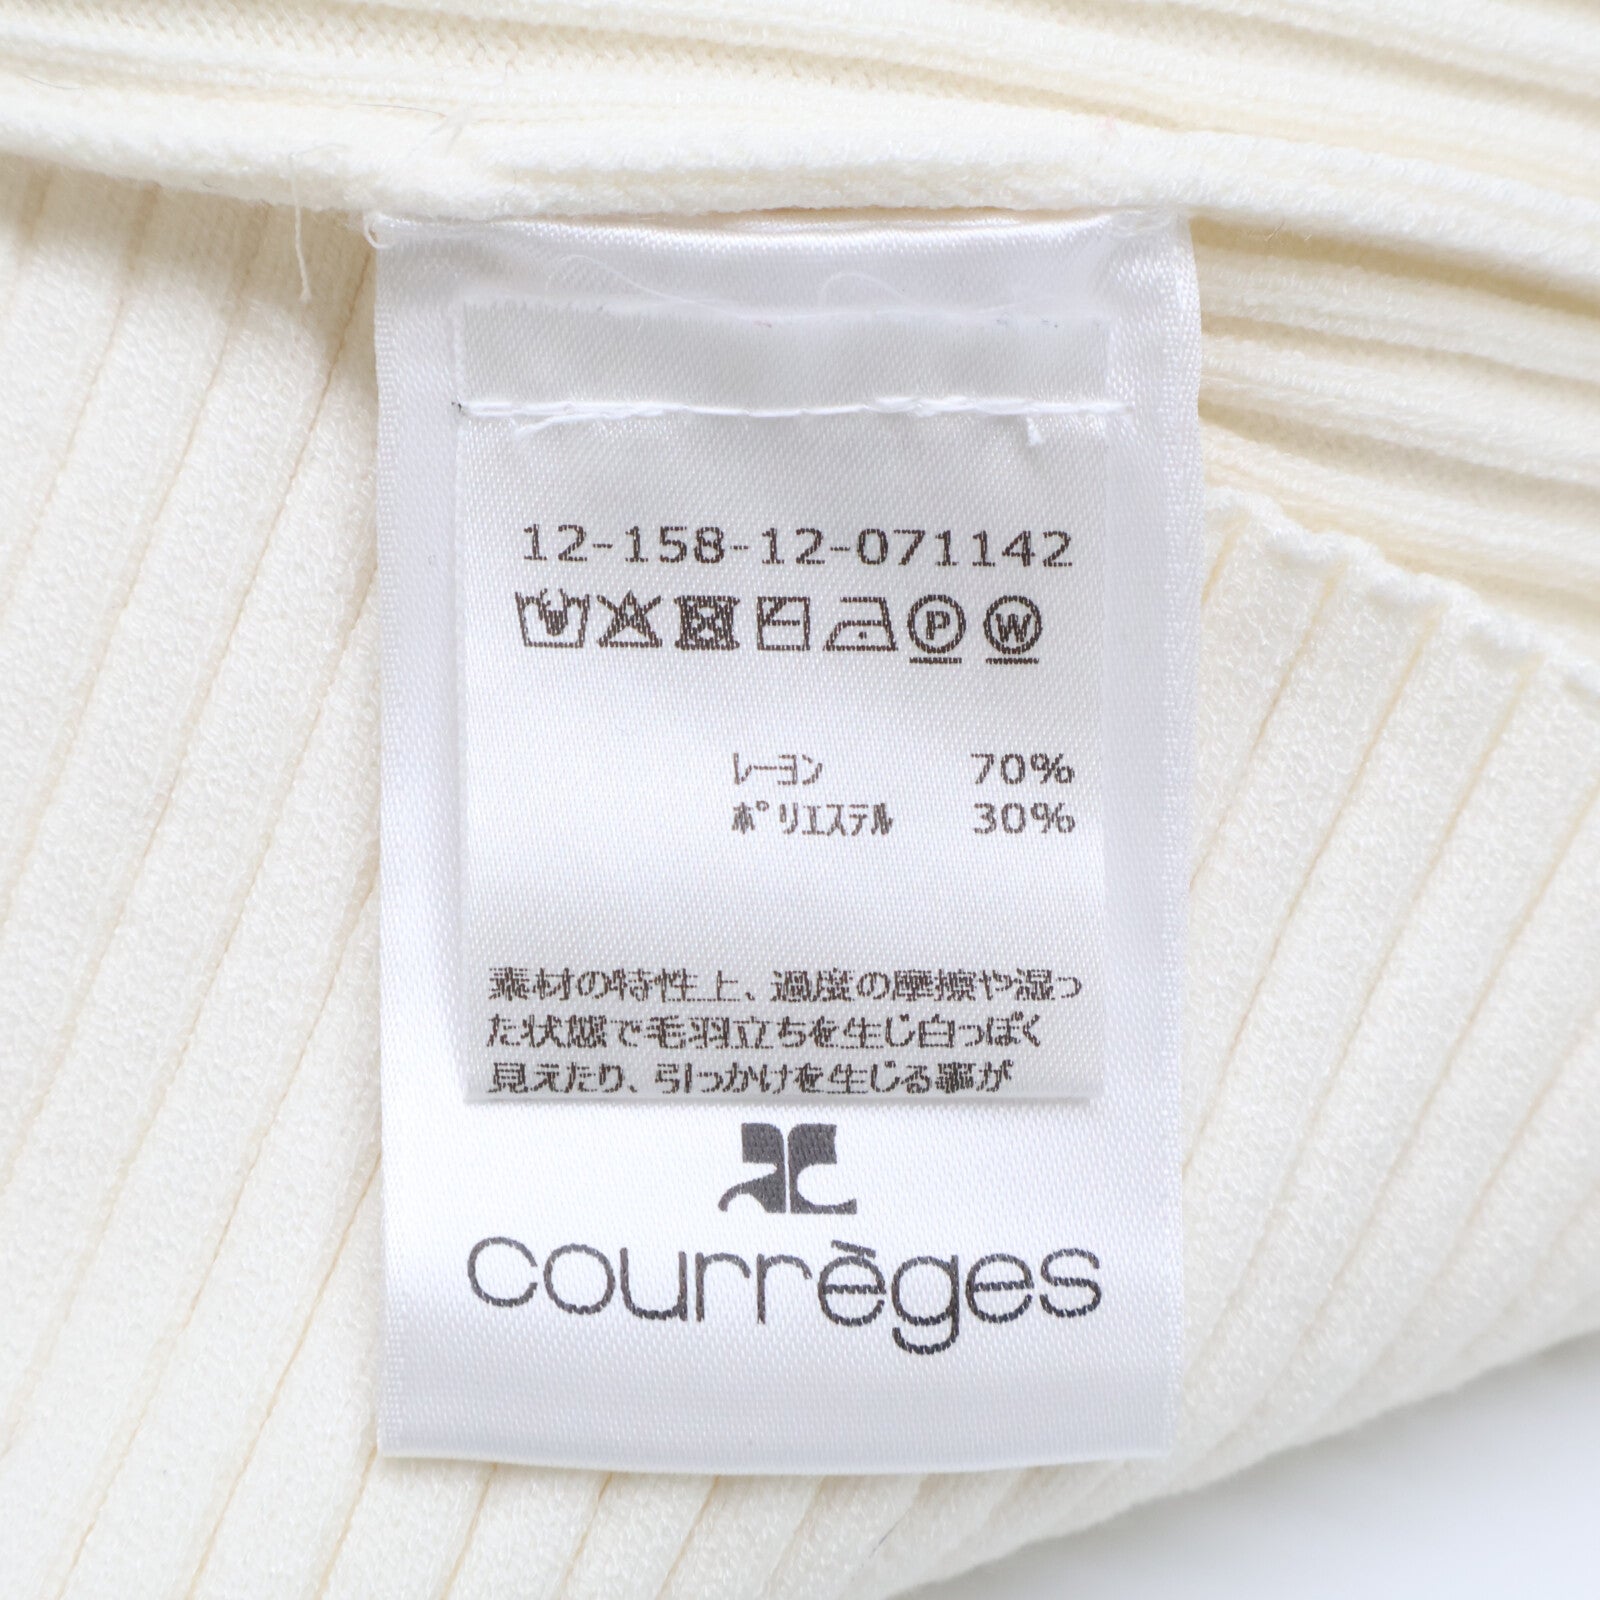 12-158-12-071142
P W
レーヨン 70%
ポリエステル 30%
素材の特性上、過度の摩擦や湿っ
た状態で毛羽立ちを生じ白っぽく
見えたり、引っかけを生じる事が
courrèges